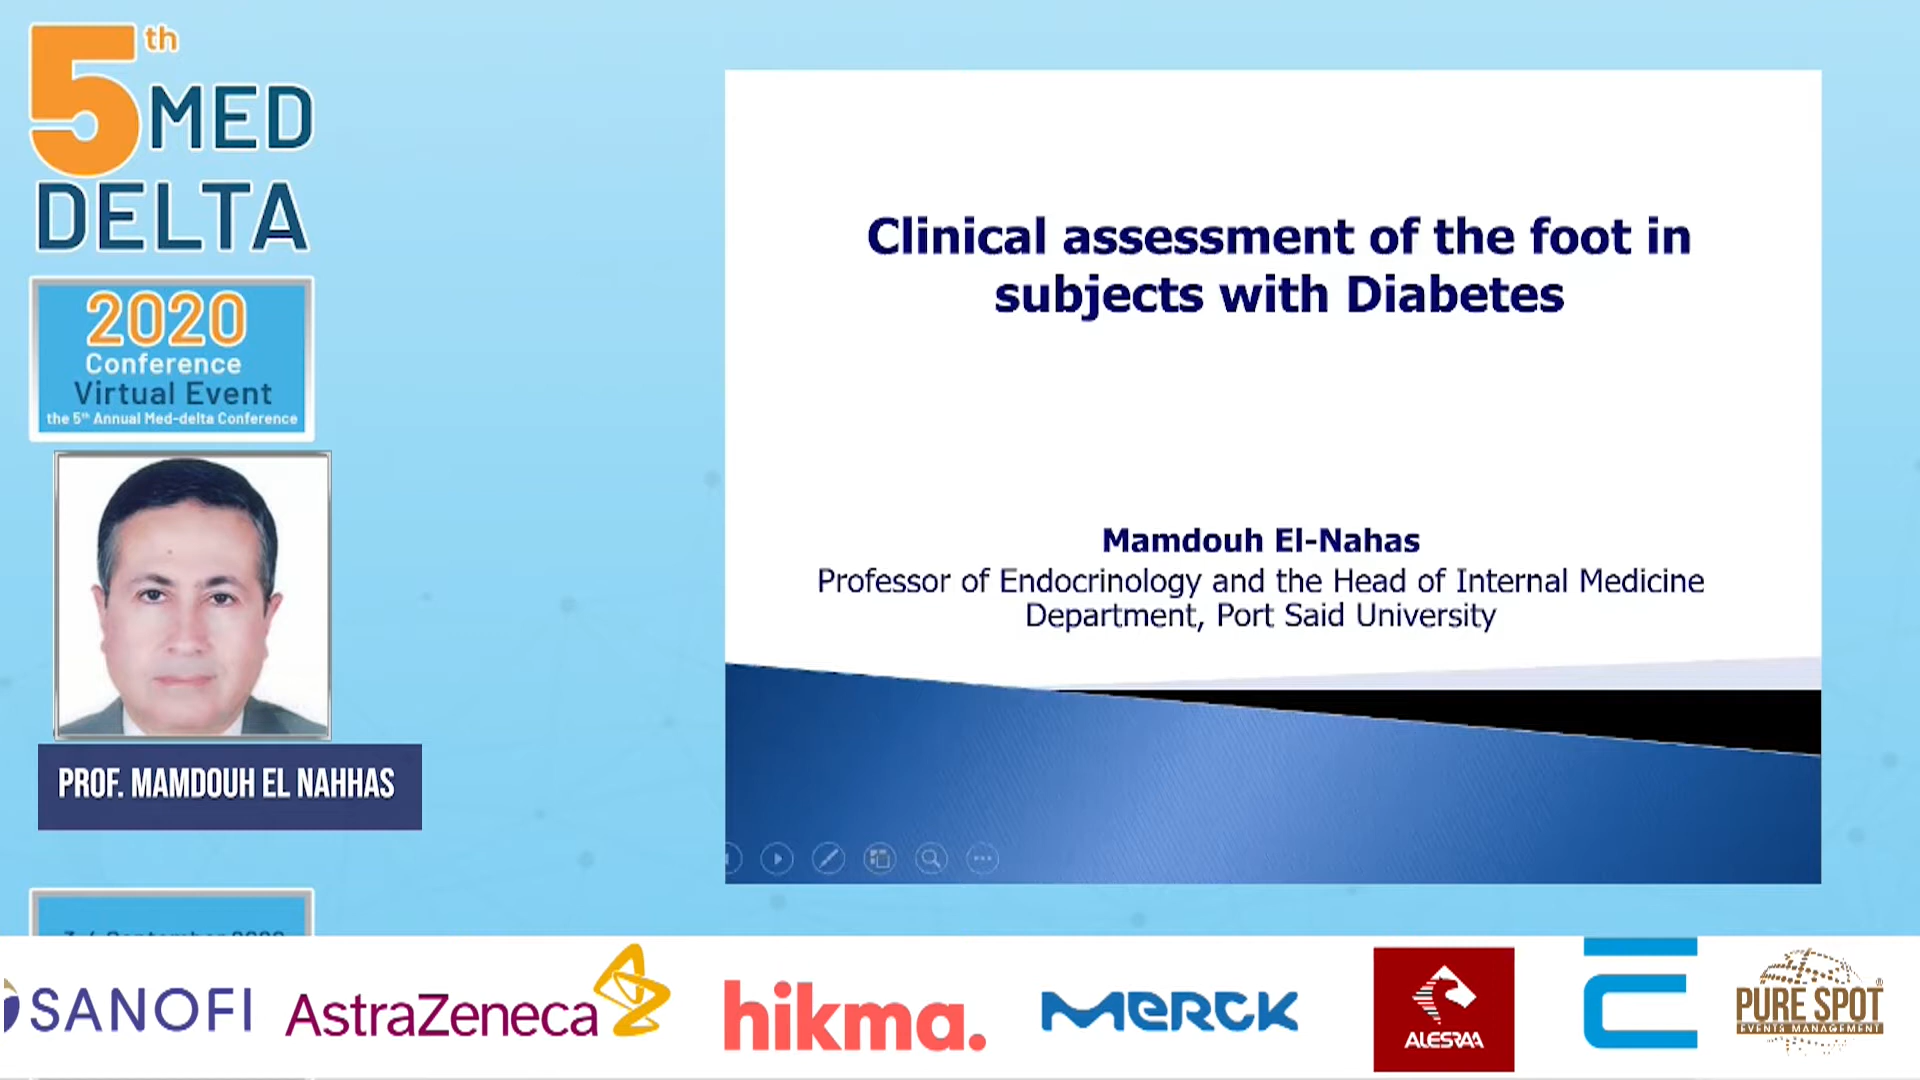 5th MED
DELTA
2020
Conference
Virtual Event
the 5th Annual Med-delta Conference
PROF. MAMDOUH EL NAHHAS
Clinical assessment of the foot in
subjects with Diabetes
Mamdouh El-Nahas
Professor of Endocrinology and the Head of Internal Medicine
Department, Port Said University
SANOFI
AstraZeneca
hikma.
MERCK
ALESRAA
PURE SPOT®
EVENTS MANAGEMENT